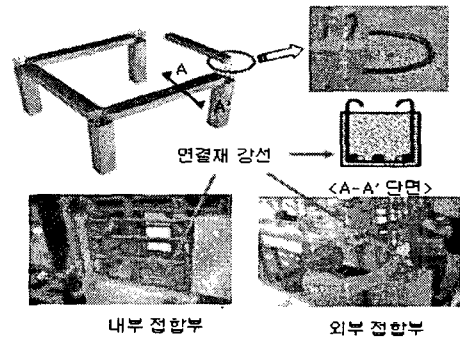 A
A'
연결재 강선
<A-A' 단면>
내부 접합부
외부 접합부